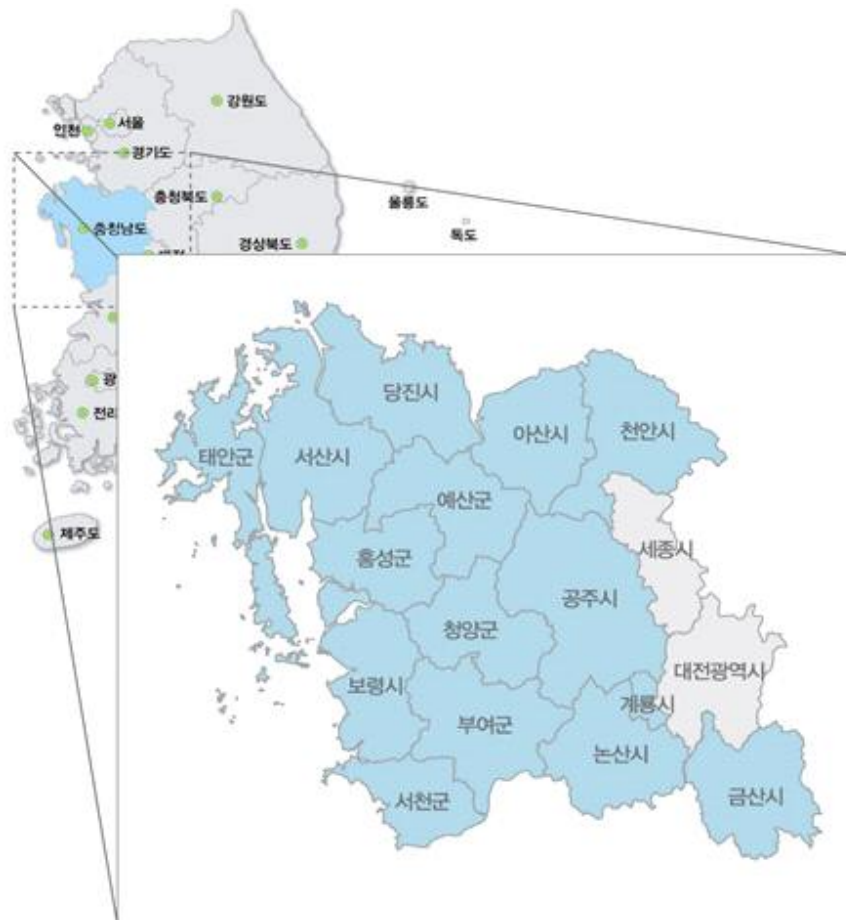 강원도
서울
인천
경기도
충청북도
울릉도
충청남도
독도
경상북도
당진시
아산시
천안시
태안군
서산시
예산군
세종시
홍성군
공주시
청양군
제주도
대전광역시
보령시
계룡시
부여군
논산시
서천군
금산시